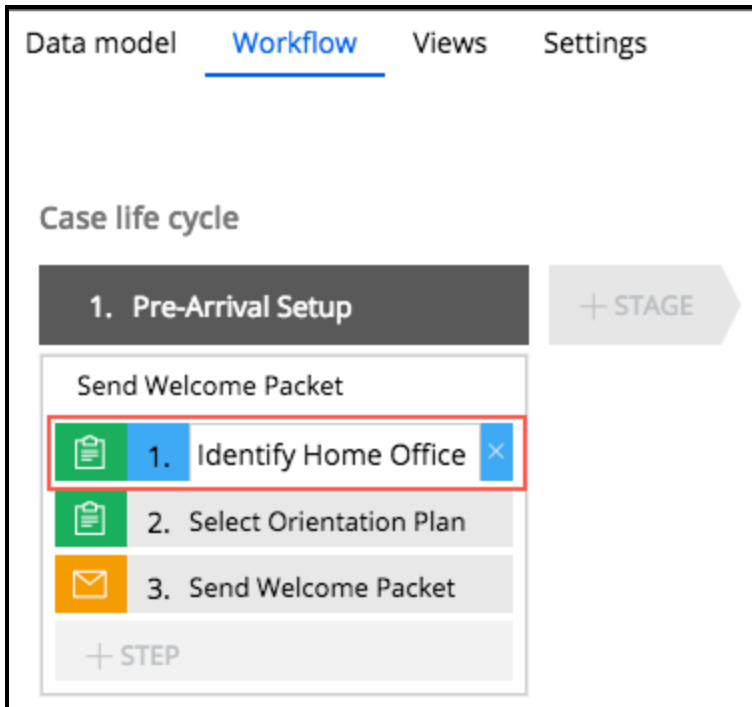 Data model Workflow Views Settings
Case life cycle
1. Pre-Arrival Setup
+ STAGE
Send Welcome Packet
1. Identify Home Office ×
2. Select Orientation Plan
3. Send Welcome Packet
+ STEP